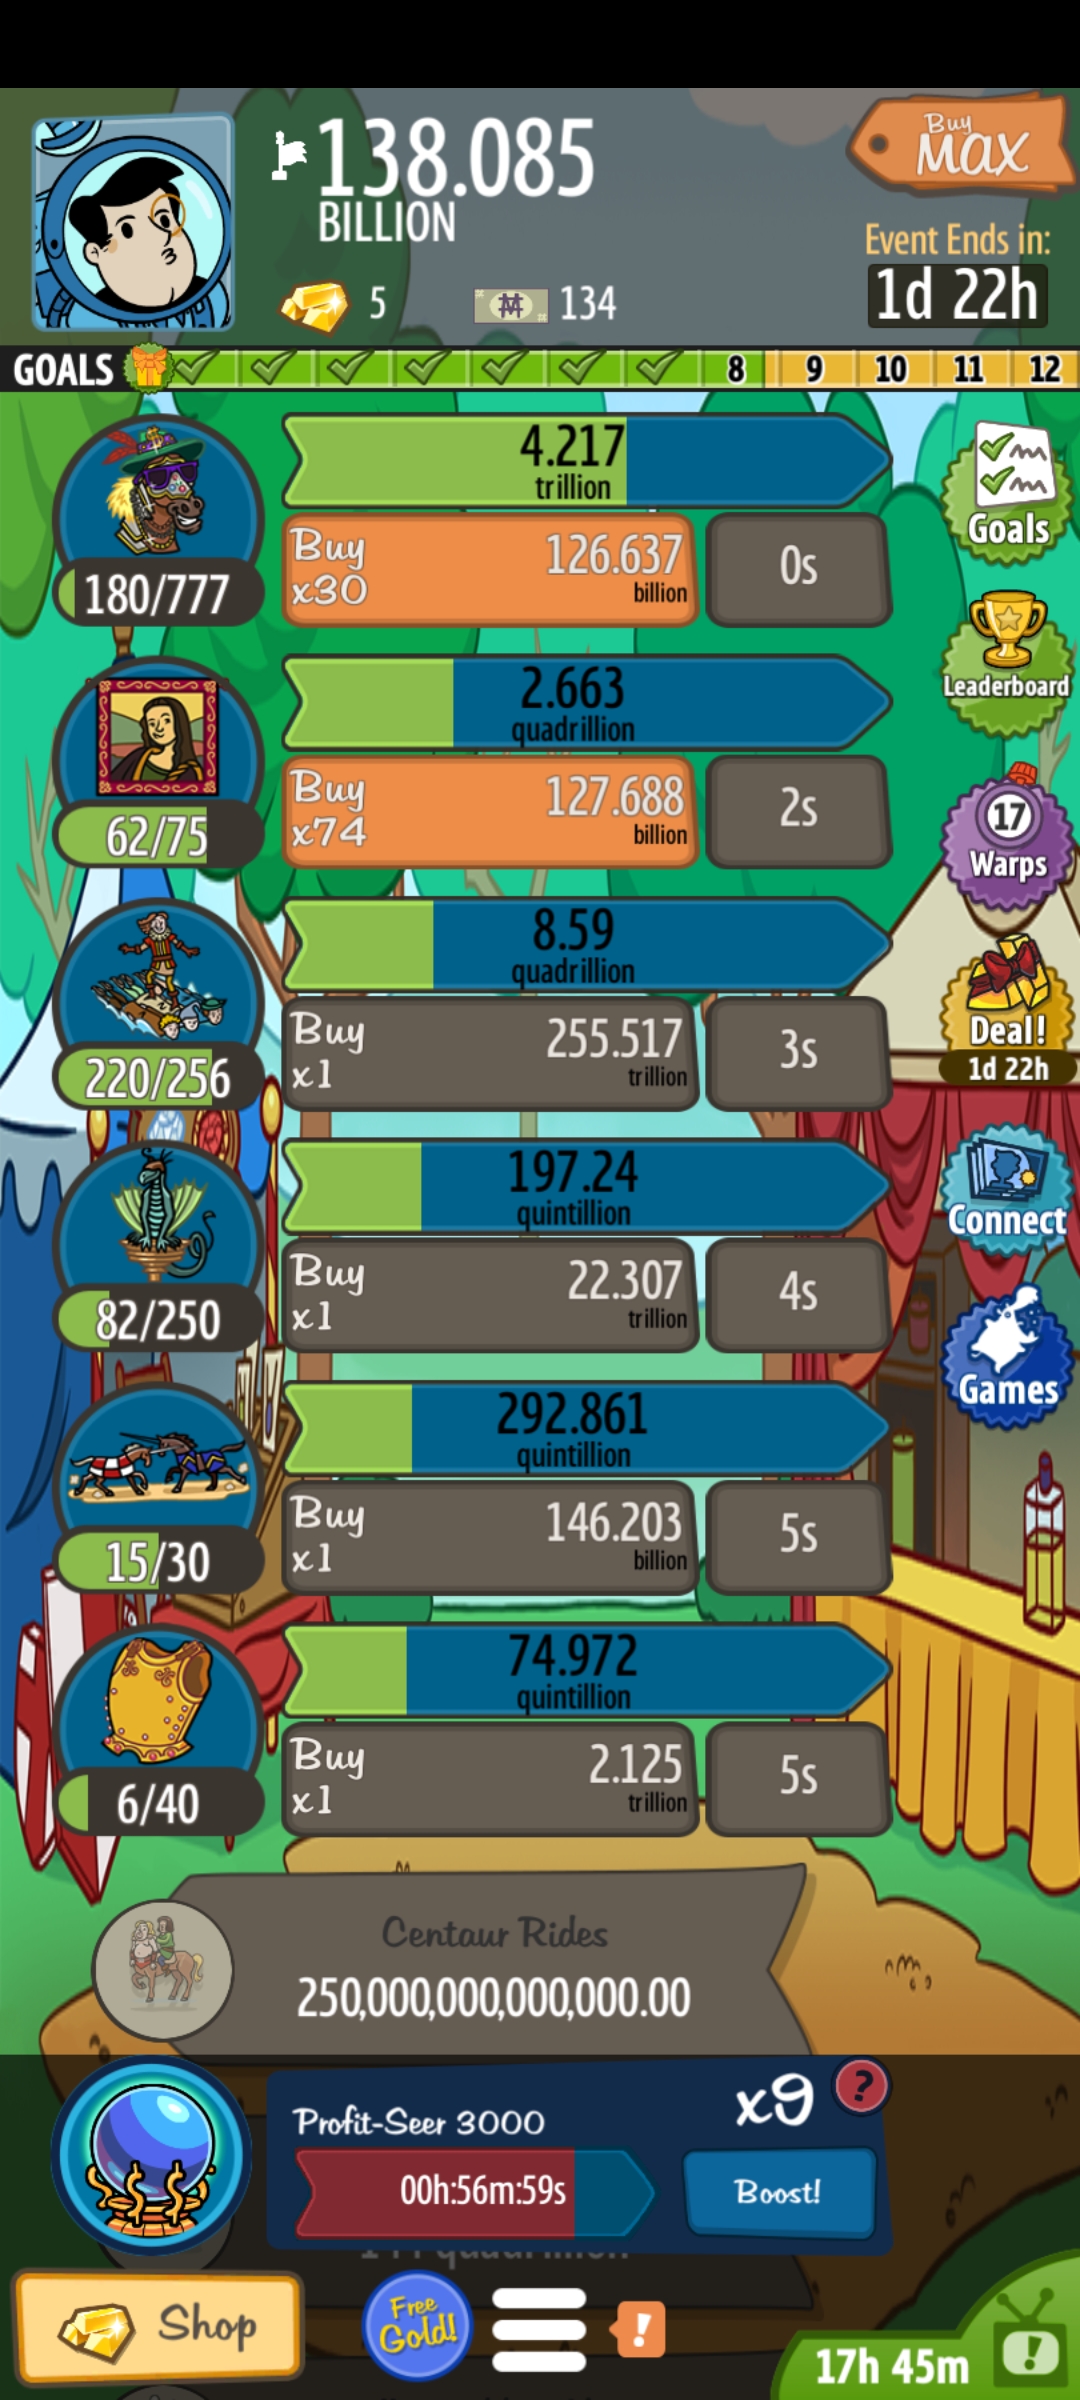 138.085
BILLION
Buy
MAX
Event Ends in:
1d 22h
5
134
GOALS 8 9 10 11 12
4.217
trillion
Buy
x30
126.637
billion
0s
180/777
Goals
2.663
quadrillion
Leaderboard
Buy
x74
127.688
billion
2s
62/75
17
Warps
8.59
quadrillion
Buy
x1
255.517
trillion
3s
220/256
Deal!
1d 22h
197.24
quintillion
Connect
Buy
x1
22.307
trillion
4s
82/250
292.861
quintillion
Games
Buy
x1
146.203
billion
5s
15/30
74.972
quintillion
Buy
x1
2.125
trillion
5s
6/40
Centaur Rides
250,000,000,000,000.00
Profit-Seer 3000
x9
?
00h:56m:59s
Boost!
Shop
Free
Gold!
!
17h 45m
!